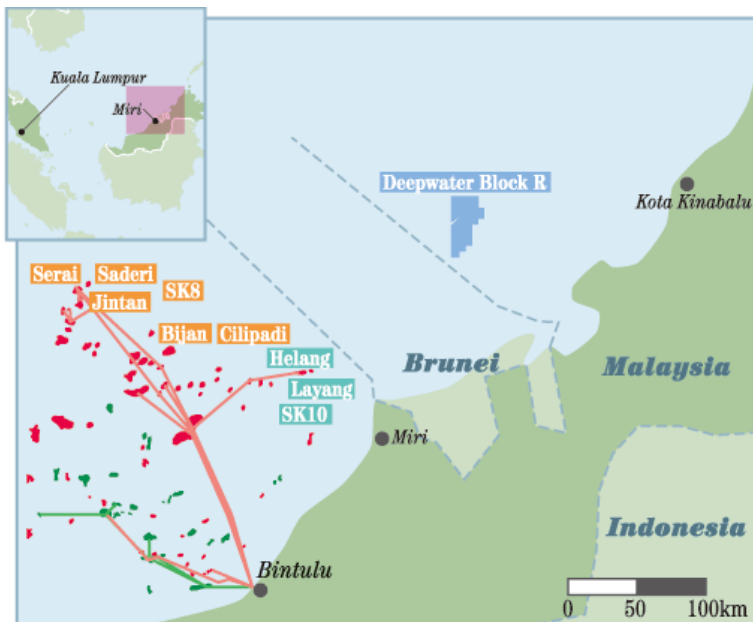 Kuala Lumpur
Miri
Deepwater Block R
Kota Kinabalu
Serai
Saderi
SK8
Jintan
Bijan
Cilipadi
Helang
Layang
SK10
Brunei
Malaysia
Miri
Indonesia
Bintulu
0 50 100km